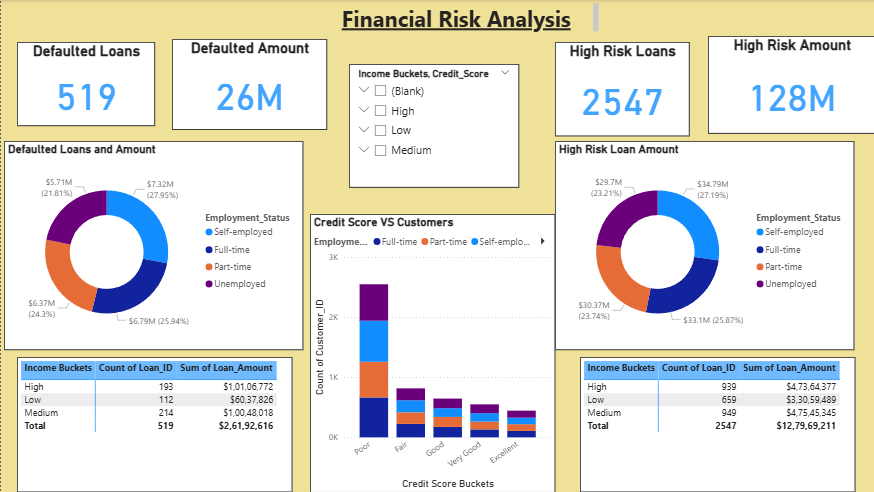 Financial Risk Analysis
Defaulted Loans
519
Defaulted Amount
26M
Income Buckets, Credit_Score
(Blank)
High
Low
Medium
High Risk Loans
2547
High Risk Amount
128M
Defaulted Loans and Amount
$5.71M
(21.81%)
$7.32M
(27.95%)
$6.37M
(24.3%)
$6.79M (25.94%)
Employment_Status
Self-employed
Full-time
Part-time
Unemployed
Credit Score VS Customers
Employme... Full-time Part-time Self-emplo...
3K
2K
1K
0K
Count of Customer_ID
Poor
Fair
Good
Very Good
Excellent
Credit Score Buckets
High Risk Loan Amount
$29.7M
(23.21%)
$34.79M
(27.19%)
$30.37M
(23.74%)
$33.1M (25.87%)
Employment_Status
Self-employed
Full-time
Part-time
Unemployed
Income Buckets Count of Loan_ID Sum of Loan_Amount
High 193 $1,01,06,772
Low 112 $60,37,826
Medium 214 $1,00,48,018
Total 519 $2,61,92,616
Income Buckets Count of Loan_ID Sum of Loan_Amount
High 939 $4,73,64,377
Low 659 $3,30,59,489
Medium 949 $4,75,45,345
Total 2547 $12,79,69,211